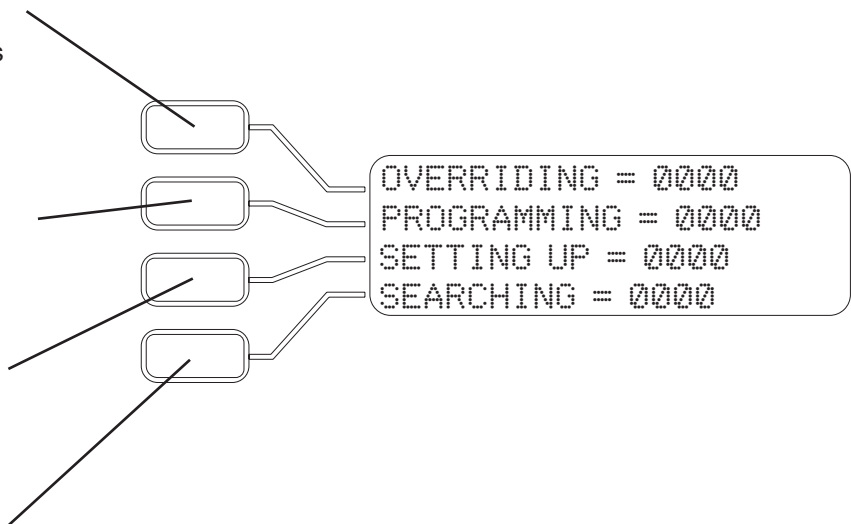 s
OVERRIDING = 0000
PROGRAMMING = 0000
SETTING UP = 0000
SEARCHING = 0000